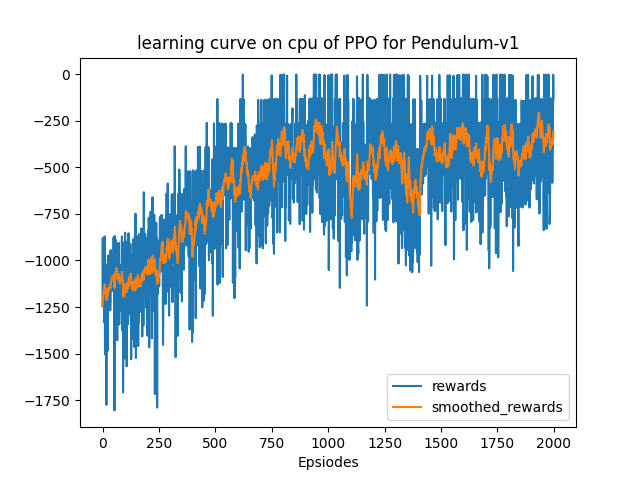 learning curve on cpu of PPO for Pendulum-v1
0
−250
−500
−750
−1000
−1250
−1500
−1750
0 250 500 750 1000 1250 1500 1750 2000
Epsiodes
rewards
smoothed_rewards